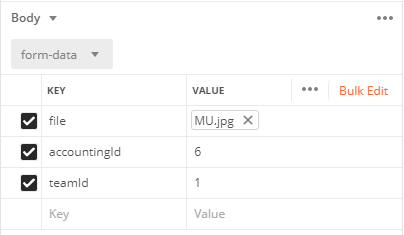 Body
form-data
KEY VALUE Bulk Edit
file MU.jpg
accountingId 6
teamId 1
Key Value